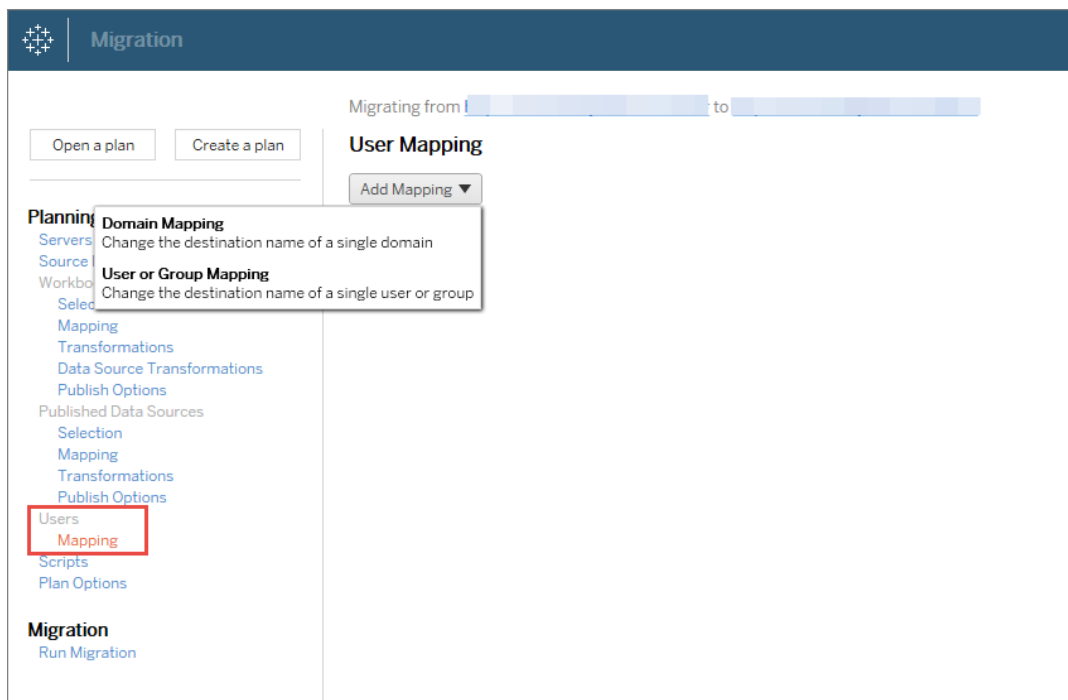 Migration
Migrating from
to
Open a plan
Create a plan
User Mapping
Add Mapping ▼
Domain Mapping
Change the destination name of a single domain
User or Group Mapping
Change the destination name of a single user or group
Planning
Servers
Source
Selec
Mapping
Transformations
Data Source Transformations
Publish Options
Published Data Sources
Selection
Mapping
Transformations
Publish Options
Users
Mapping
Scripts
Plan Options
Migration
Run Migration